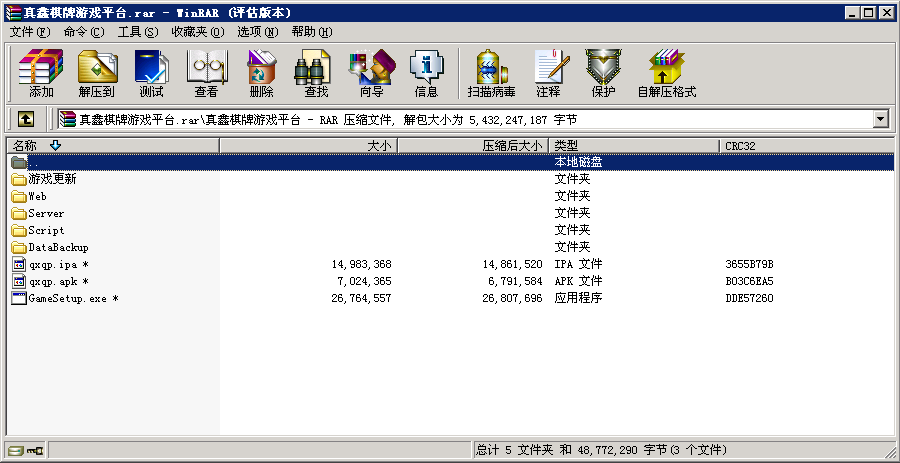 真鑫棋牌游戏平台.rar - WinRAR (评估版本)
文件(F) 命令(C) 工具(S) 收藏夹(O) 选项(N) 帮助(H)
添加 解压到 测试 查看 删除 查找 向导 信息 扫描病毒 注释 保护 自解压格式
真鑫棋牌游戏平台.rar\真鑫棋牌游戏平台 - RAR 压缩文件, 解包大小为 5,432,247,187 字节
名称 大小 压缩后大小 类型 CRC32
.. 本地磁盘
游戏更新 文件夹
Web 文件夹
Server 文件夹
Script 文件夹
DataBackup 文件夹
qxqp.ipa * 14,983,368 14,861,520 IPA 文件 3655B79B
qxqp.apk * 7,024,365 6,791,584 APK 文件 B03C6EA5
GameSetup.exe * 26,764,557 26,807,696 应用程序 DDE57260
总计 5 文件夹 和 48,772,290 字节(3 个文件)